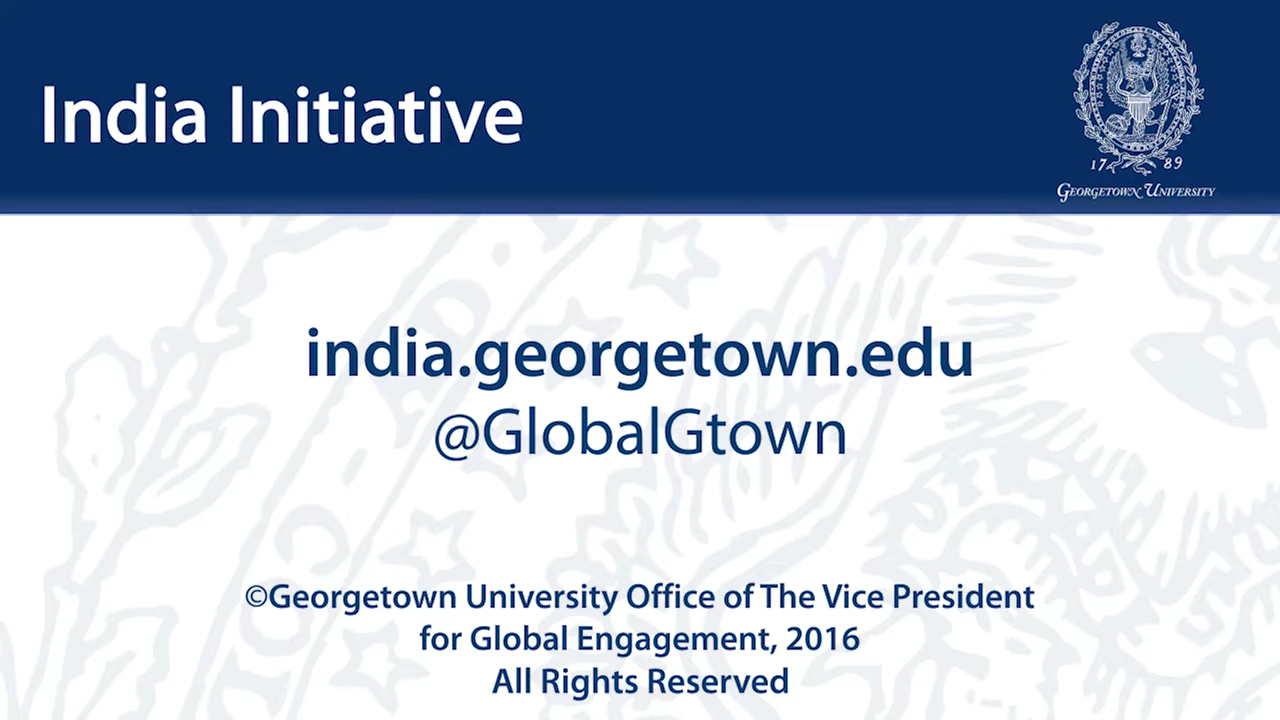 India Initiative
17 89
Georgetown University
india.georgetown.edu
@GlobalGtown
©Georgetown University Office of The Vice President
for Global Engagement, 2016
All Rights Reserved